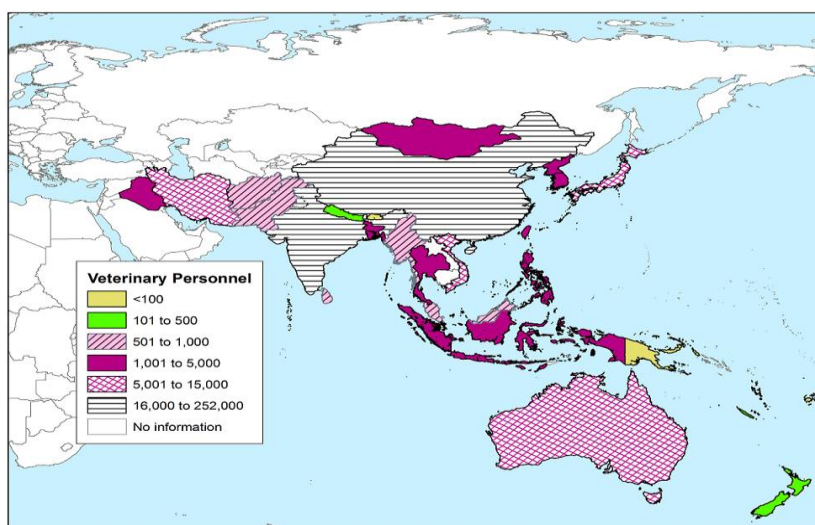 Veterinary Personnel
<100
101 to 500
501 to 1,000
1,001 to 5,000
5,001 to 15,000
16,000 to 252,000
No information